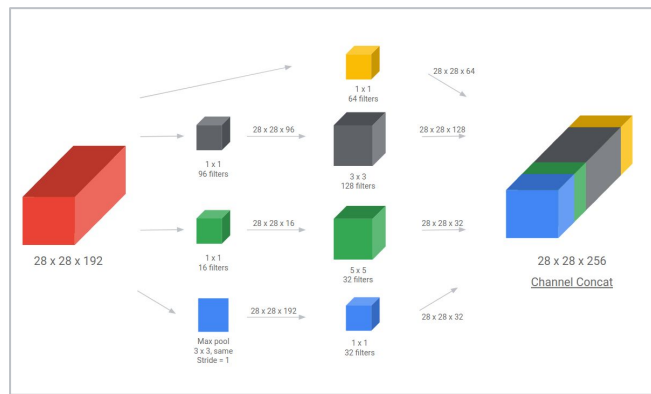 1 x 1
64 filters
28 x 28 x 64
1 x 1
96 filters
28 x 28 x 96
3 x 3
128 filters
28 x 28 x 128
28 x 28 x 192
1 x 1
16 filters
28 x 28 x 16
5 x 5
32 filters
28 x 28 x 32
Max pool
3 x 3, same
Stride = 1
28 x 28 x 192
1 x 1
32 filters
28 x 28 x 32
28 x 28 x 256
Channel Concat